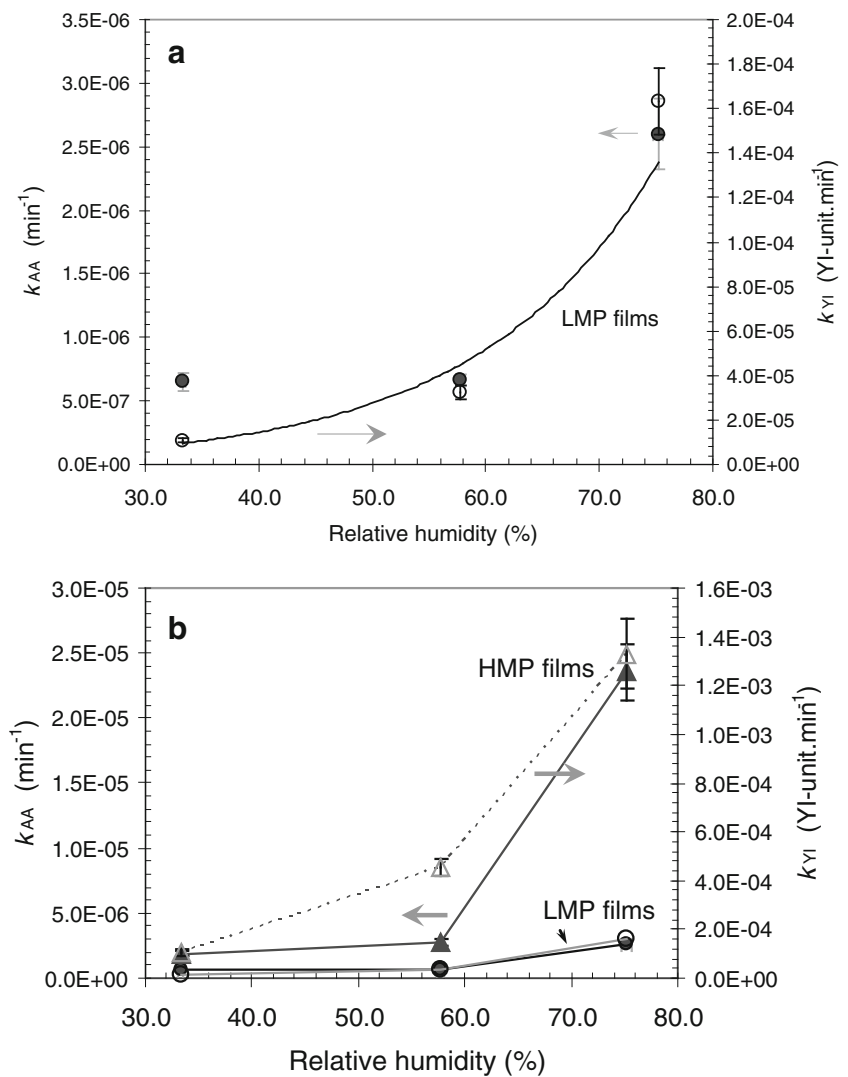 a
3.5E-06
3.0E-06
2.5E-06
2.0E-06
1.5E-06
1.0E-06
5.0E-07
0.0E+00
k AA (min⁻¹)
2.0E-04
1.8E-04
1.6E-04
1.4E-04
1.2E-04
1.0E-04
8.0E-05
6.0E-05
4.0E-05
2.0E-05
0.0E+00
k YI (YI-unit.min⁻¹)
LMP films
30.0 40.0 50.0 60.0 70.0 80.0
Relative humidity (%)
b
3.0E-05
2.5E-05
2.0E-05
1.5E-05
1.0E-05
5.0E-06
0.0E+00
k AA (min⁻¹)
1.6E-03
1.4E-03
1.2E-03
1.0E-03
8.0E-04
6.0E-04
4.0E-04
2.0E-04
0.0E+00
k YI (YI-unit.min⁻¹)
HMP films
LMP films
30.0 40.0 50.0 60.0 70.0 80.0
Relative humidity (%)